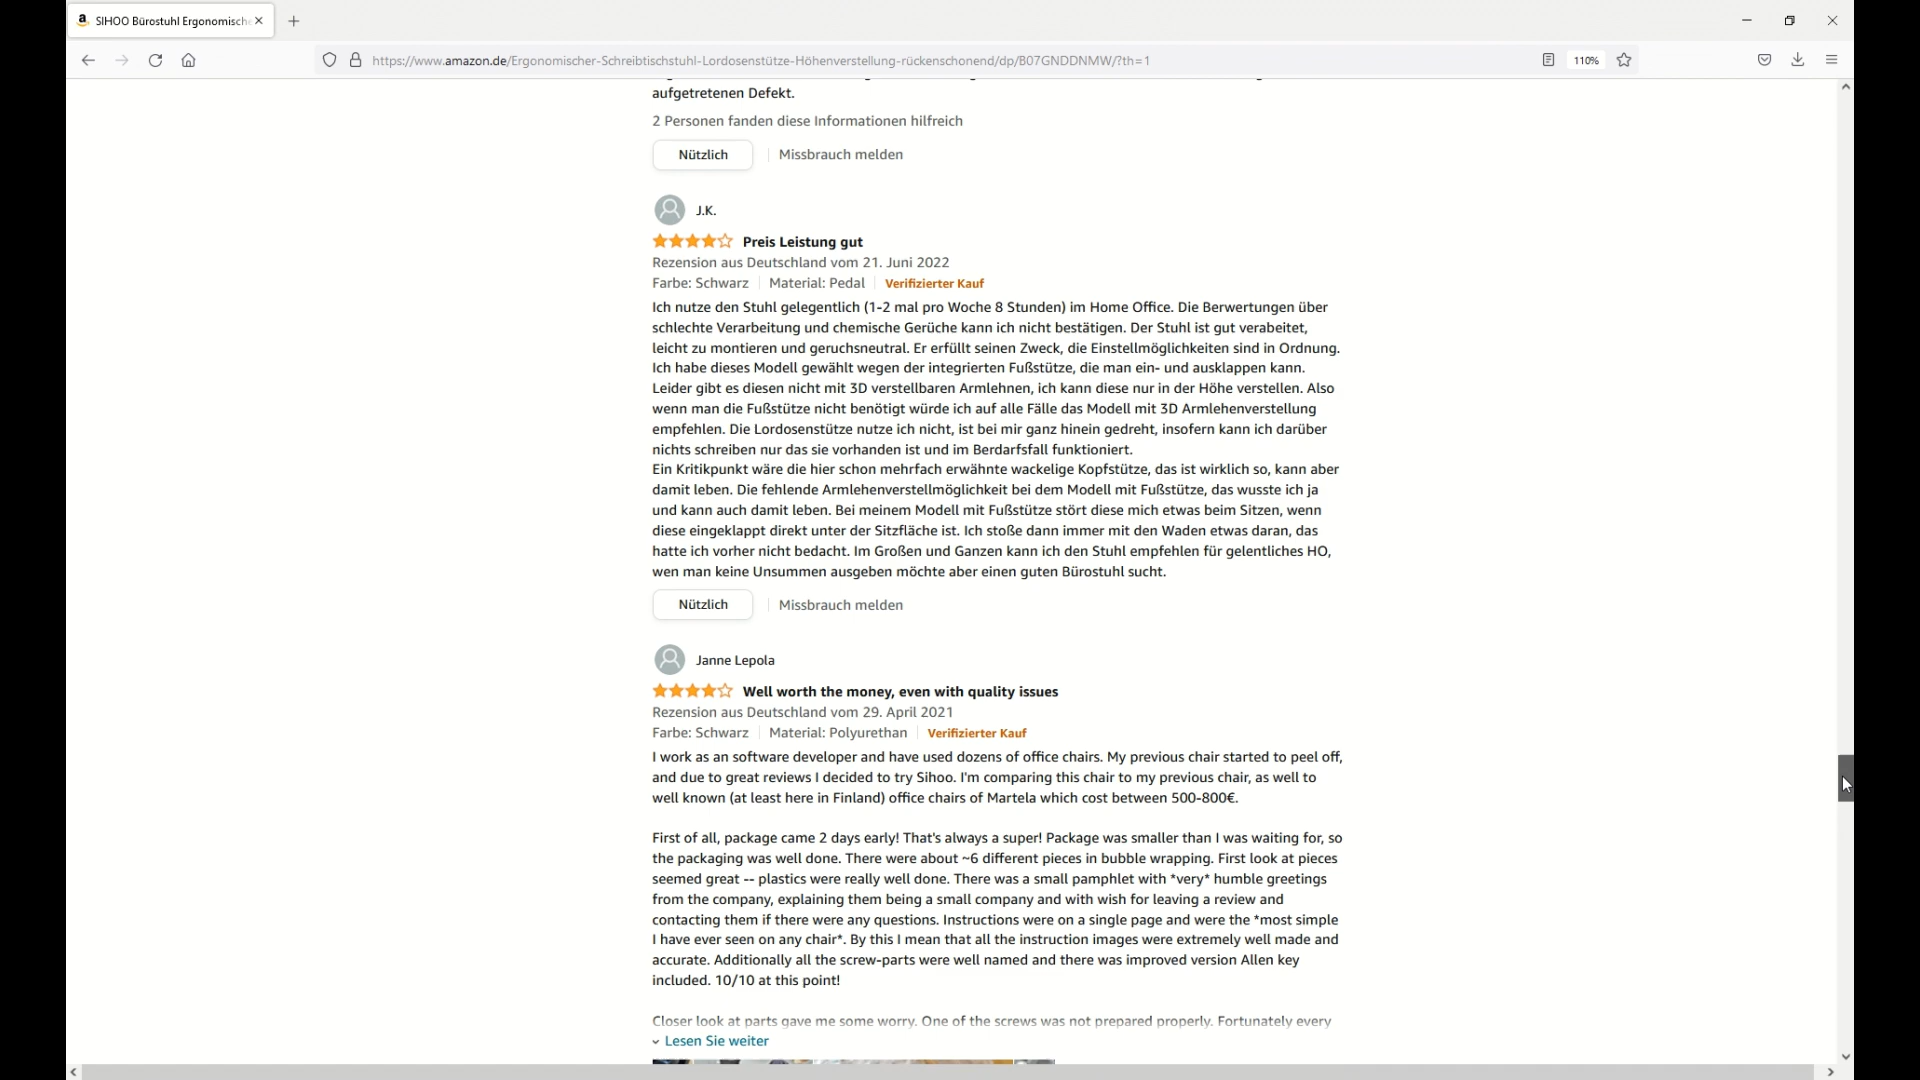 SIHOO Bürostuhl Ergonomische
https://www.amazon.de/Ergonomischer-Schreibtischstuhl-Lordosenstütze-Höhenverstellung-rückenschonend/dp/B07GNDDNMW/?th=1
110%
aufgetretenen Defekt.
2 Personen fanden diese Informationen hilfreich
Nützlich
Missbrauch melden
J.K.
Preis Leistung gut
Rezension aus Deutschland vom 21. Juni 2022
Farbe: Schwarz
Material: Pedal
Verifizierter Kauf
Ich nutze den Stuhl gelegentlich (1-2 mal pro Woche 8 Stunden) im Home Office. Die Berwertungen über
schlechte Verarbeitung und chemische Gerüche kann ich nicht bestätigen. Der Stuhl ist gut verabeitet,
leicht zu montieren und geruchsneutral. Er erfüllt seinen Zweck, die Einstellmöglichkeiten sind in Ordnung.
Ich habe dieses Modell gewählt wegen der integrierten Fußstütze, die man ein- und ausklappen kann.
Leider gibt es diesen nicht mit 3D verstellbaren Armlehnen, ich kann diese nur in der Höhe verstellen. Also
wenn man die Fußstütze nicht benötigt würde ich auf alle Fälle das Modell mit 3D Armlehenverstellung
empfehlen. Die Lordosenstütze nutze ich nicht, ist bei mir ganz hinein gedreht, insofern kann ich darüber
nichts schreiben nur das sie vorhanden ist und im Berdarfsfall funktioniert.
Ein Kritikpunkt wäre die hier schon mehrfach erwähnte wackelige Kopfstütze, das ist wirklich so, kann aber
damit leben. Die fehlende Armlehenverstellmöglichkeit bei dem Modell mit Fußstütze, das wusste ich ja
und kann auch damit leben. Bei meinem Modell mit Fußstütze stört diese mich etwas beim Sitzen, wenn
diese eingeklappt direkt unter der Sitzfläche ist. Ich stoße dann immer mit den Waden etwas daran, das
hatte ich vorher nicht bedacht. Im Großen und Ganzen kann ich den Stuhl empfehlen für gelentliches HO,
wen man keine Unsummen ausgeben möchte aber einen guten Bürostuhl sucht.
Nützlich
Missbrauch melden
Janne Lepola
Well worth the money, even with quality issues
Rezension aus Deutschland vom 29. April 2021
Farbe: Schwarz
Material: Polyurethan
Verifizierter Kauf
I work as an software developer and have used dozens of office chairs. My previous chair started to peel off,
and due to great reviews I decided to try Sihoo. I'm comparing this chair to my previous chair, as well to
well known (at least here in Finland) office chairs of Martela which cost between 500-800€.
First of all, package came 2 days early! That's always a super! Package was smaller than I was waiting for, so
the packaging was well done. There were about ~6 different pieces in bubble wrapping. First look at pieces
seemed great -- plastics were really well done. There was a small pamphlet with *very* humble greetings
from the company, explaining them being a small company and with wish for leaving a review and
contacting them if there were any questions. Instructions were on a single page and were the *most simple
I have ever seen on any chair*. By this I mean that all the instruction images were extremely well made and
accurate. Additionally all the screw-parts were well named and there was improved version Allen key
included. 10/10 at this point!
Closer look at parts gave me some worry. One of the screws was not prepared properly. Fortunately every
Lesen Sie weiter